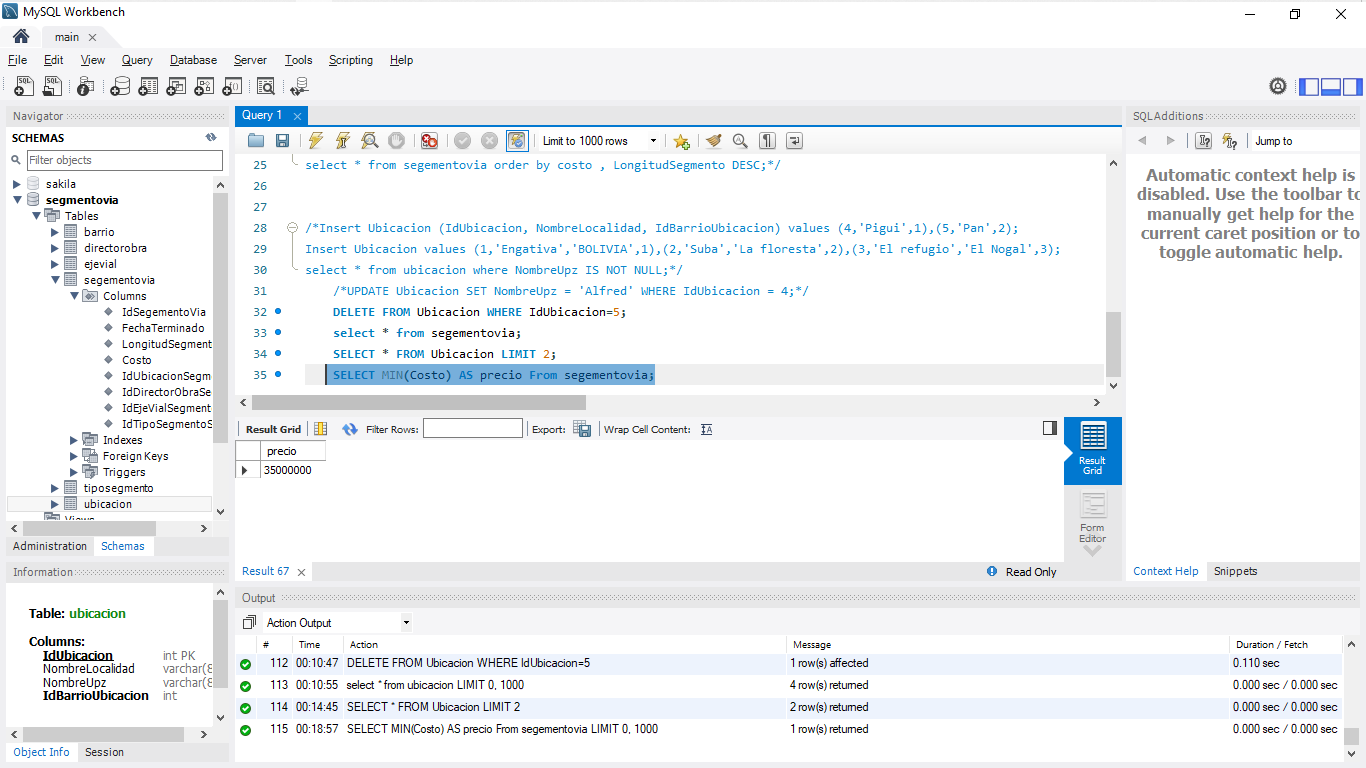 MySQL Workbench
main
File Edit View Query Database Server Tools Scripting Help
Navigator
SCHEMAS
Filter objects
sakila
segmentovia
Tables
barrio
directorobra
ejevial
segementovia
Columns
IdSegementoVia
FechaTerminado
LongitudSegment
Costo
IdUbicacionSegm
IdDirectorObraSe
IdEjeVialSegment
IdTipoSegmentoS
Indexes
Foreign Keys
Triggers
tiposegmento
ubicacion
Views
Administration Schemas
Information
Table: ubicacion
Columns:
IdUbicacion int PK
NombreLocalidad varchar(8
NombreUpz varchar(8
IdBarrioUbicacion int
Object Info Session
Query 1
Limit to 1000 rows
25 select * from segementovia order by costo , LongitudSegmento DESC;*/
26
27
28 /*Insert Ubicacion (IdUbicacion, NombreLocalidad, IdBarrioUbicacion) values (4,'Pigui',1),(5,'Pan',2);
29 Insert Ubicacion values (1,'Engativa','BOLIVIA',1),(2,'Suba','La floresta',2),(3,'El refugio','El Nogal',3);
30 select * from ubicacion where NombreUpz IS NOT NULL;*/
31 /*UPDATE Ubicacion SET NombreUpz = 'Alfred' WHERE IdUbicacion = 4;*/
32 DELETE FROM Ubicacion WHERE IdUbicacion=5;
33 select * from segementovia;
34 SELECT * FROM Ubicacion LIMIT 2;
35 SELECT MIN(Costo) AS precio From segementovia;
Result Grid Filter Rows: Export: Wrap Cell Content:
precio
35000000
Result
Grid
Form
Editor
Result 67 Read Only
SQLAdditions
Jump to
Automatic context help is
disabled. Use the toolbar to
manually get help for the
current caret position or to
toggle automatic help.
Context Help Snippets
Output
Action Output
# Time Action Message Duration / Fetch
112 00:10:47 DELETE FROM Ubicacion WHERE IdUbicacion=5 1 row(s) affected 0.110 sec
113 00:10:55 select * from ubicacion LIMIT 0, 1000 4 row(s) returned 0.000 sec / 0.000 sec
114 00:14:45 SELECT * FROM Ubicacion LIMIT 2 2 row(s) returned 0.000 sec / 0.000 sec
115 00:18:57 SELECT MIN(Costo) AS precio From segementovia LIMIT 0, 1000 1 row(s) returned 0.000 sec / 0.000 sec